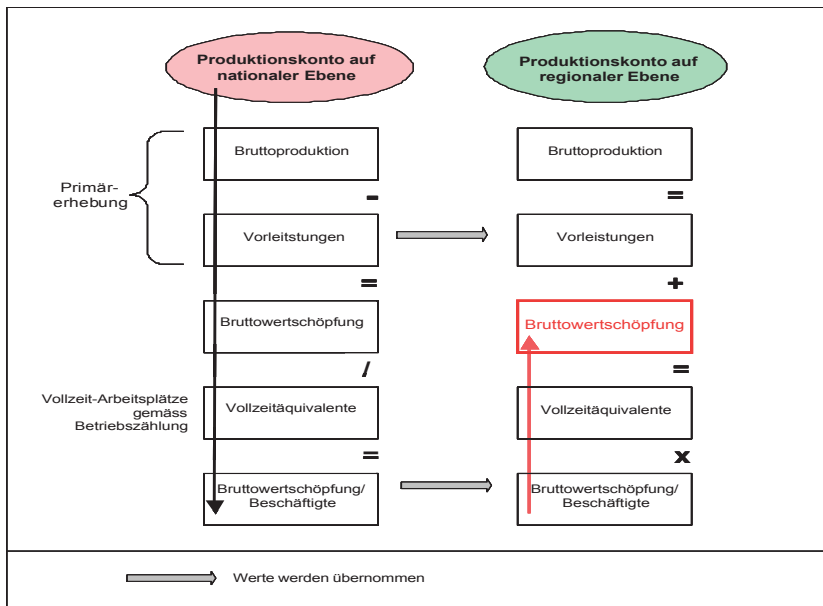 Produktionskonto auf
nationaler Ebene
Produktionskonto auf
regionaler Ebene
Bruttoproduktion
Bruttoproduktion
Primär-
erhebung
-
=
Vorleitstungen
Vorleistungen
=
+
Bruttowertschöpfung
Bruttowertschöpfung
/
=
Vollzeit-Arbeitsplätze
gemäss
Betriebszählung
Vollzeitäquivalente
Vollzeitäquivalente
=
x
Bruttowertschöpfung/
Beschäftigte
Bruttowertschöpfung/
Beschäftigte
Werte werden übernommen